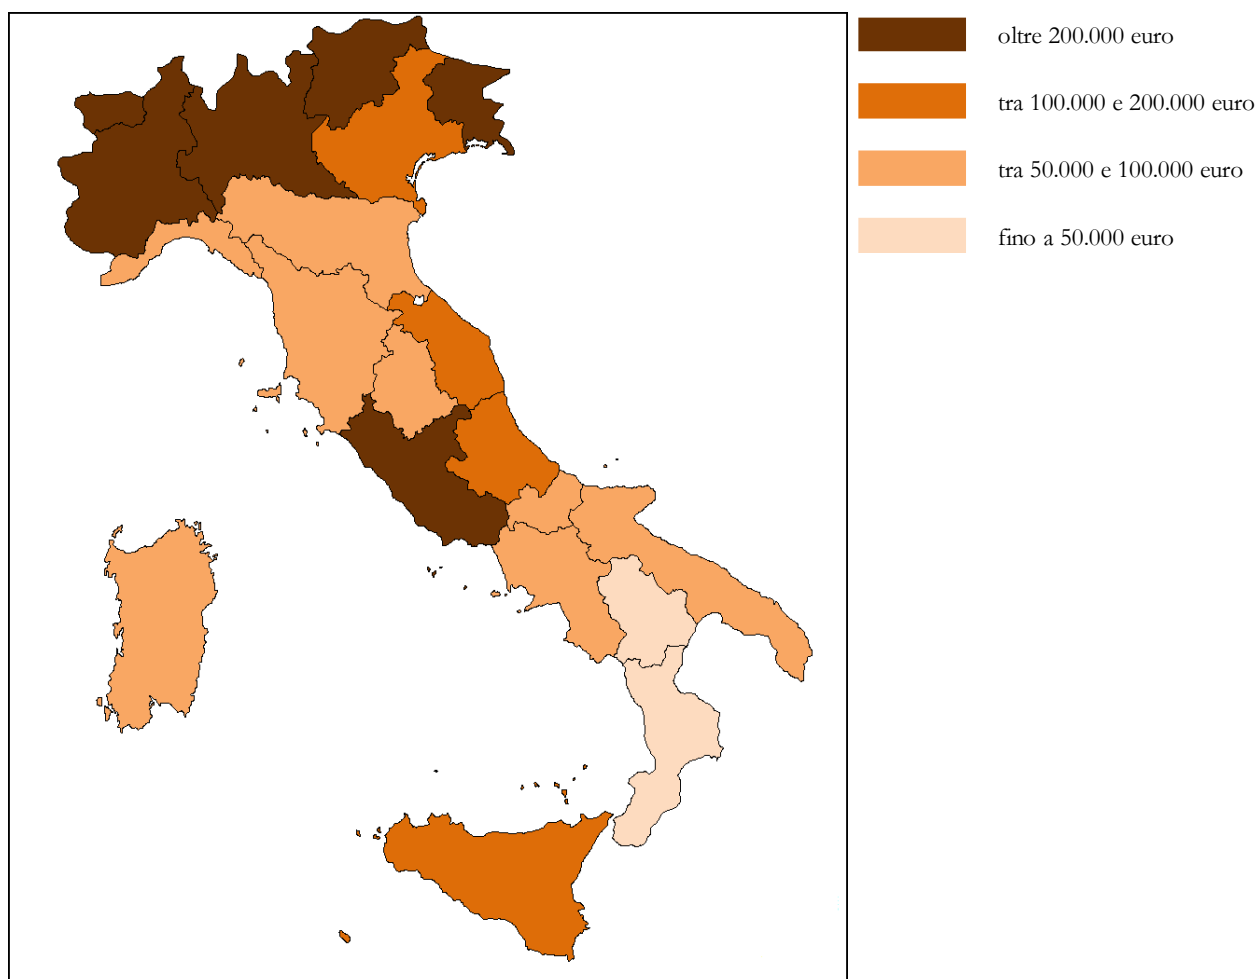 oltre 200.000 euro
tra 100.000 e 200.000 euro
tra 50.000 e 100.000 euro
fino a 50.000 euro